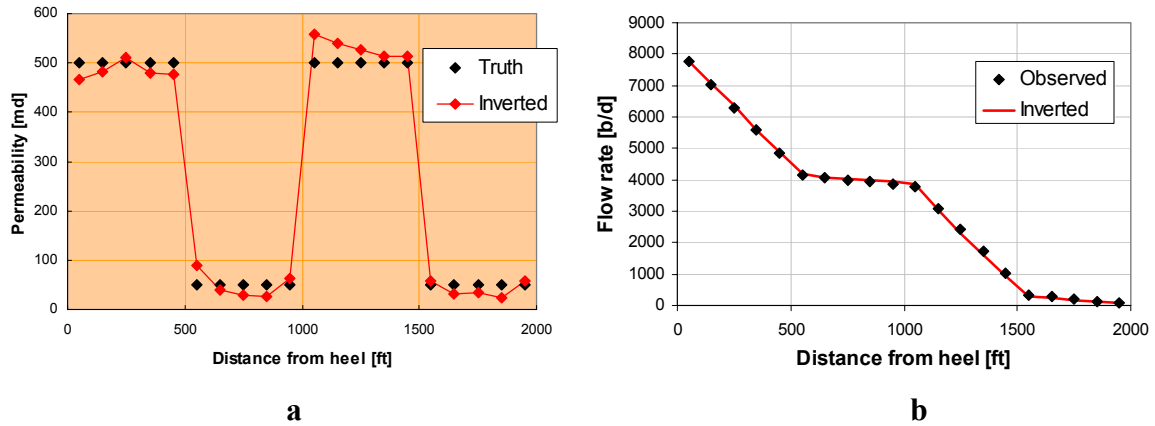 600
500
400
300
200
100
0
Permeability [md]
0 500 1000 1500 2000
Distance from heel [ft]
Truth
Inverted
a
9000
8000
7000
6000
5000
4000
3000
2000
1000
0
Flow rate [b/d]
0 500 1000 1500 2000
Distance from heel [ft]
Observed
Inverted
b